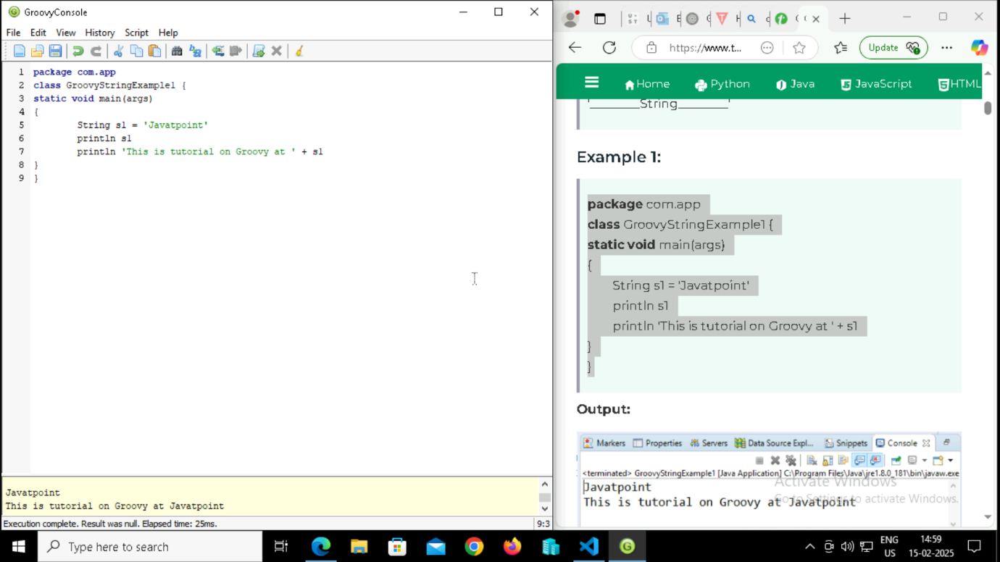 GroovyConsole
File Edit View History Script Help
1 package com.app
2 class GroovyStringExample1 {
3 static void main(args)
4 {
5 String s1 = 'Javatpoint'
6 println s1
7 println 'This is tutorial on Groovy at ' + s1
8 }
9 }
Javatpoint
This is tutorial on Groovy at Javatpoint
Execution complete. Result was null. Elapsed time: 25ms.
9:3
https://www.t...
Update
Home Python Java JavaScript HTML
'________String________'
Example 1:
package com.app
class GroovyStringExample1 {
static void main(args)
{
String s1 = 'Javatpoint'
println s1
println 'This is tutorial on Groovy at ' + s1
}
}
Output:
Markers Properties Servers Data Source Expl... Snippets Console
<terminated> GroovyStringExample1 [Java Application] C:\Program Files\Java\jre1.8.0_181\bin\javaw.exe
Javatpoint
This is tutorial on Groovy at Javatpoint
Activate Windows
Go to Settings to activate Windows.
Type here to search
ENG
US
14:59
15-02-2025